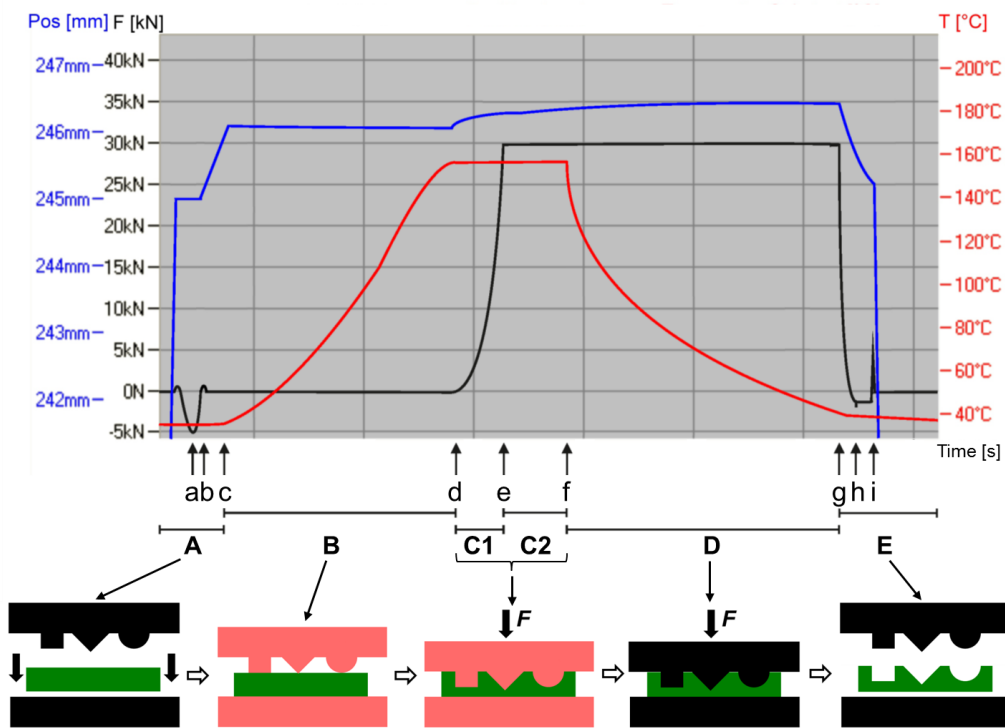 Pos [mm] F [kN] T [°C]
247mm 40kN 200°C
35kN 180°C
246mm 30kN 160°C
25kN
245mm 140°C
20kN 120°C
244mm 15kN
100°C
10kN
243mm 80°C
5kN 60°C
242mm 0N
40°C
-5kN
Time [s]
a b c d e f g h i
A B C1 C2 D E
F F